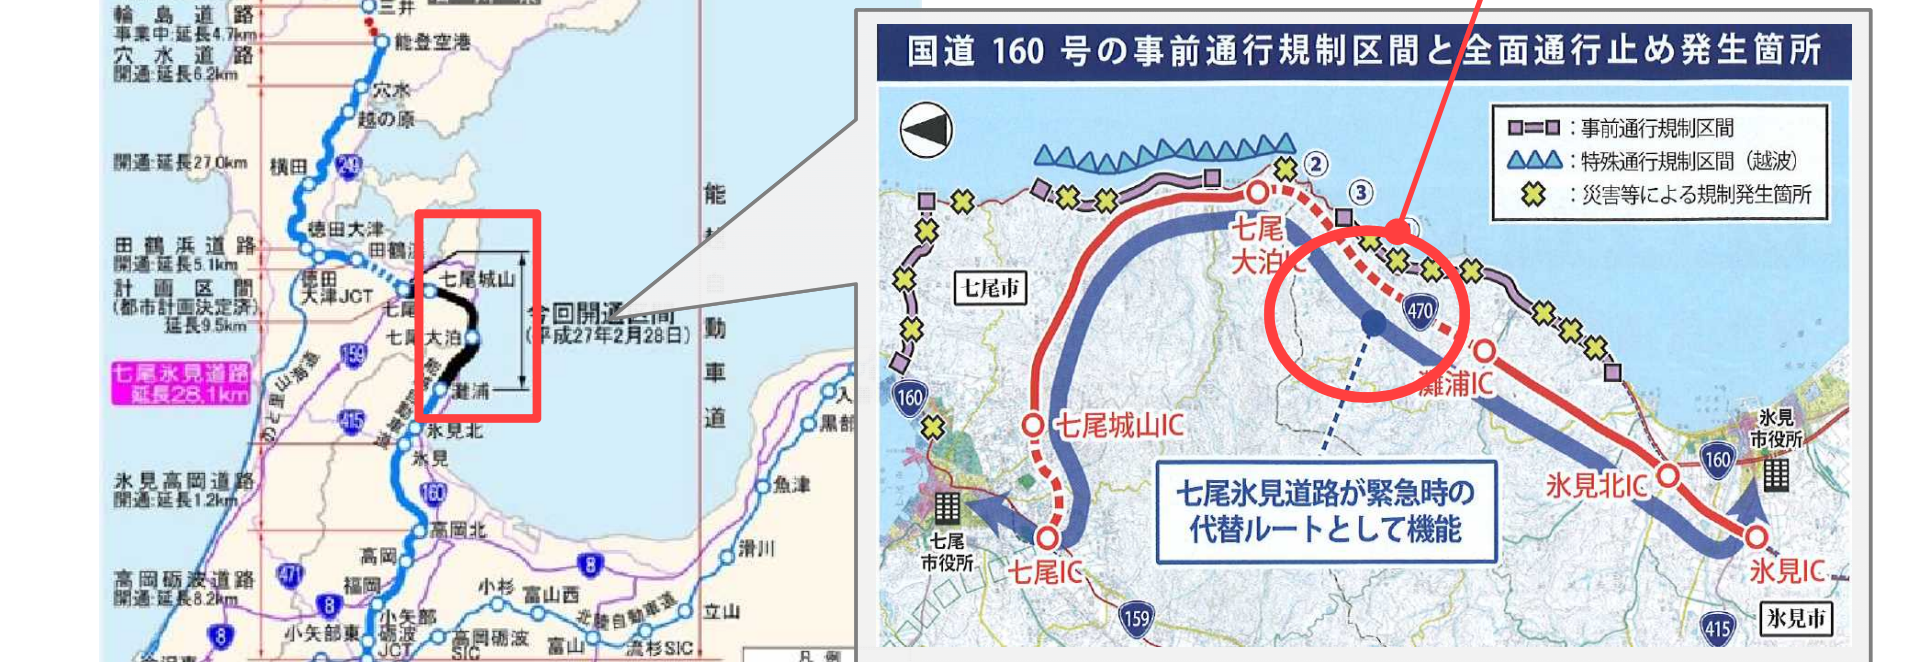 輪島道路
事業中:延長4.7km
穴水道路
開通:延長6.2km
三井
能登空港
穴水
越の原
開通:延長27.0km
横田
249
徳田大津
田鶴浜道路
開通:延長5.1km
田鶴浜
計画区間
(都市計画決定済)
延長9.5km
徳田
大津JCT
七尾
七尾城山
七尾大泊
今回開通区間
(平成27年2月28日)
能越自動車道
七尾氷見道路
延長28.1km
159
のと里山海道
灘浦
415
氷見北
氷見
160
氷見高岡道路
開通:延長11.2km
高岡北
高岡
8
471
高岡砺波道路
開通:延長8.2km
福岡
8
小矢部東
小矢部
砺波
JCT
8
小杉
富山西
高岡砺波
SIC
富山
北陸自動車道
流杉SIC
立山
滑川
魚津
黒部
入
凡例
国道 160 号の事前通行規制区間と全面通行止め発生箇所
:事前通行規制区間
:特殊通行規制区間(越波)
:災害等による規制発生箇所
②
③
七尾
大泊IC
七尾市
470
灘浦IC
160
七尾城山IC
氷見
市役所
160
氷見北IC
七尾氷見道路が緊急時の
代替ルートとして機能
七尾
市役所
七尾IC
氷見IC
159
415
氷見市